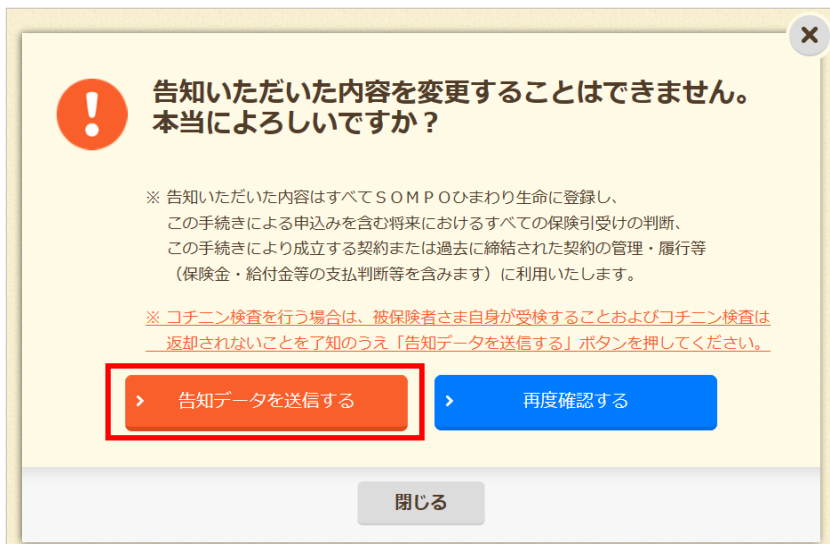 告知いただいた内容を変更することはできません。
本当によろしいですか？
※ 告知いただいた内容はすべてＳＯＭＰＯひまわり生命に登録し、
この手続きによる申込みを含む将来におけるすべての保険引受けの判断、
この手続きにより成立する契約または過去に締結された契約の管理・履行等
（保険金・給付金等の支払判断等を含みます）に利用いたします。
※ コチニン検査を行う場合は、被保険者さま自身が受検することおよびコチニン検査は
返却されないことを了知のうえ「告知データを送信する」ボタンを押してください。
告知データを送信する
再度確認する
閉じる